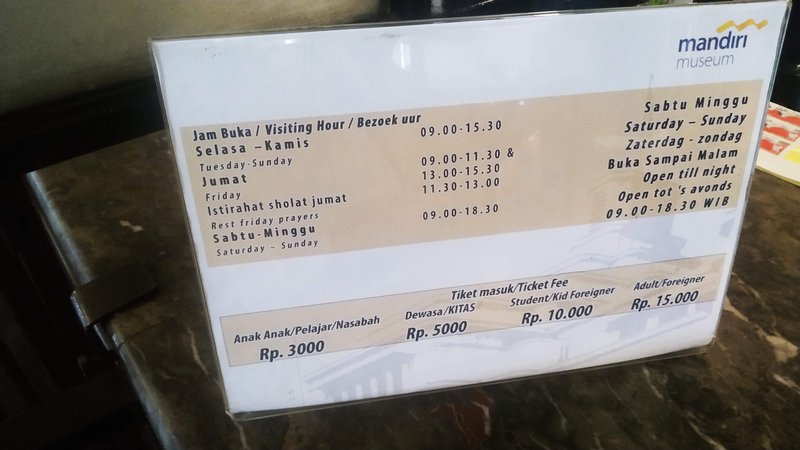 mandiri
museum
Jam Buka / Visiting Hour / Bezoek uur
Selasa –Kamis 09.00-15.30
Tuesday-Sunday
Jumat 09.00-11.30 &
Friday 13.00-15.30
Istirahat sholat jumat 11.30-13.00
Rest friday prayers
Sabtu-Minggu 09.00-18.30
Saturday – Sunday
Sabtu Minggu
Saturday – Sunday
Zaterdag - zondag
Buka Sampai Malam
Open till night
Open tot 's avonds
09.00-18.30 WIB
Tiket masuk/Ticket Fee
Anak Anak/Pelajar/Nasabah
Rp. 3000
Dewasa/KITAS
Rp. 5000
Student/Kid Foreigner
Rp. 10.000
Adult/Foreigner
Rp. 15.000